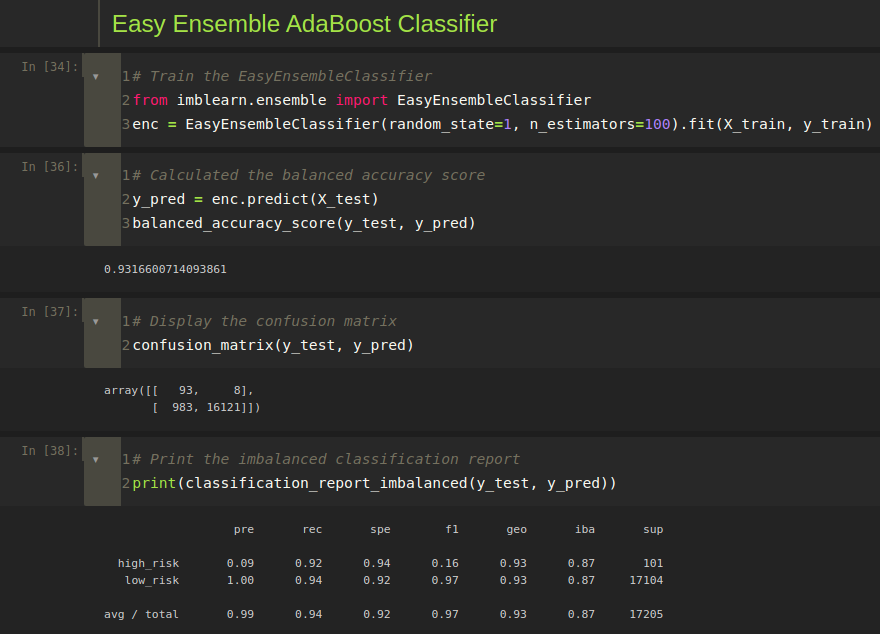 Easy Ensemble AdaBoost Classifier
In [34]:
▼
1 # Train the EasyEnsembleClassifier
2 from imblearn.ensemble import EasyEnsembleClassifier
3 enc = EasyEnsembleClassifier(random_state=1, n_estimators=100).fit(X_train, y_train)
In [36]:
▼
1 # Calculated the balanced accuracy score
2 y_pred = enc.predict(X_test)
3 balanced_accuracy_score(y_test, y_pred)
0.9316600714093861
In [37]:
▼
1 # Display the confusion matrix
2 confusion_matrix(y_test, y_pred)
array([[   93,     8],
       [  983, 16121]])
In [38]:
▼
1 # Print the imbalanced classification report
2 print(classification_report_imbalanced(y_test, y_pred))
                   pre       rec       spe        f1       geo       iba       sup
  high_risk       0.09      0.92      0.94      0.16      0.93      0.87       101
   low_risk       1.00      0.94      0.92      0.97      0.93      0.87     17104
avg / total       0.99      0.94      0.92      0.97      0.93      0.87     17205